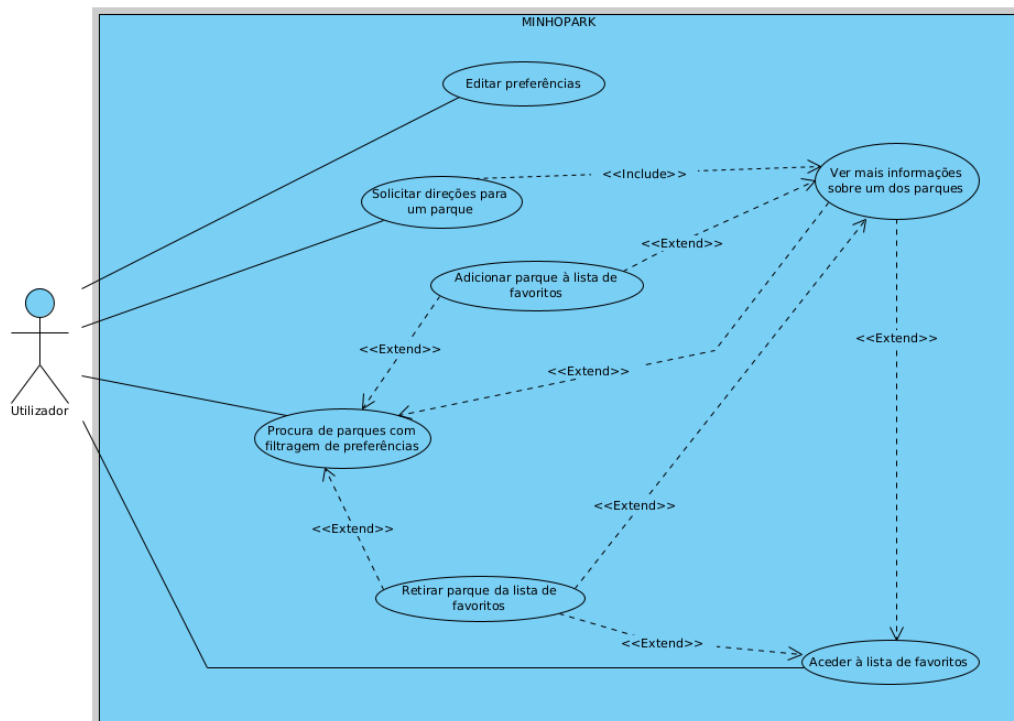 MINHOPARK
Editar preferências
<<Include>>
Ver mais informações
sobre um dos parques
Solicitar direções para
um parque
<<Extend>>
Adicionar parque à lista de
favoritos
<<Extend>>
<<Extend>>
<<Extend>>
Utilizador
Procura de parques com
filtragem de preferências
<<Extend>>
<<Extend>>
Retirar parque da lista de
favoritos
<<Extend>>
Aceder à lista de favoritos